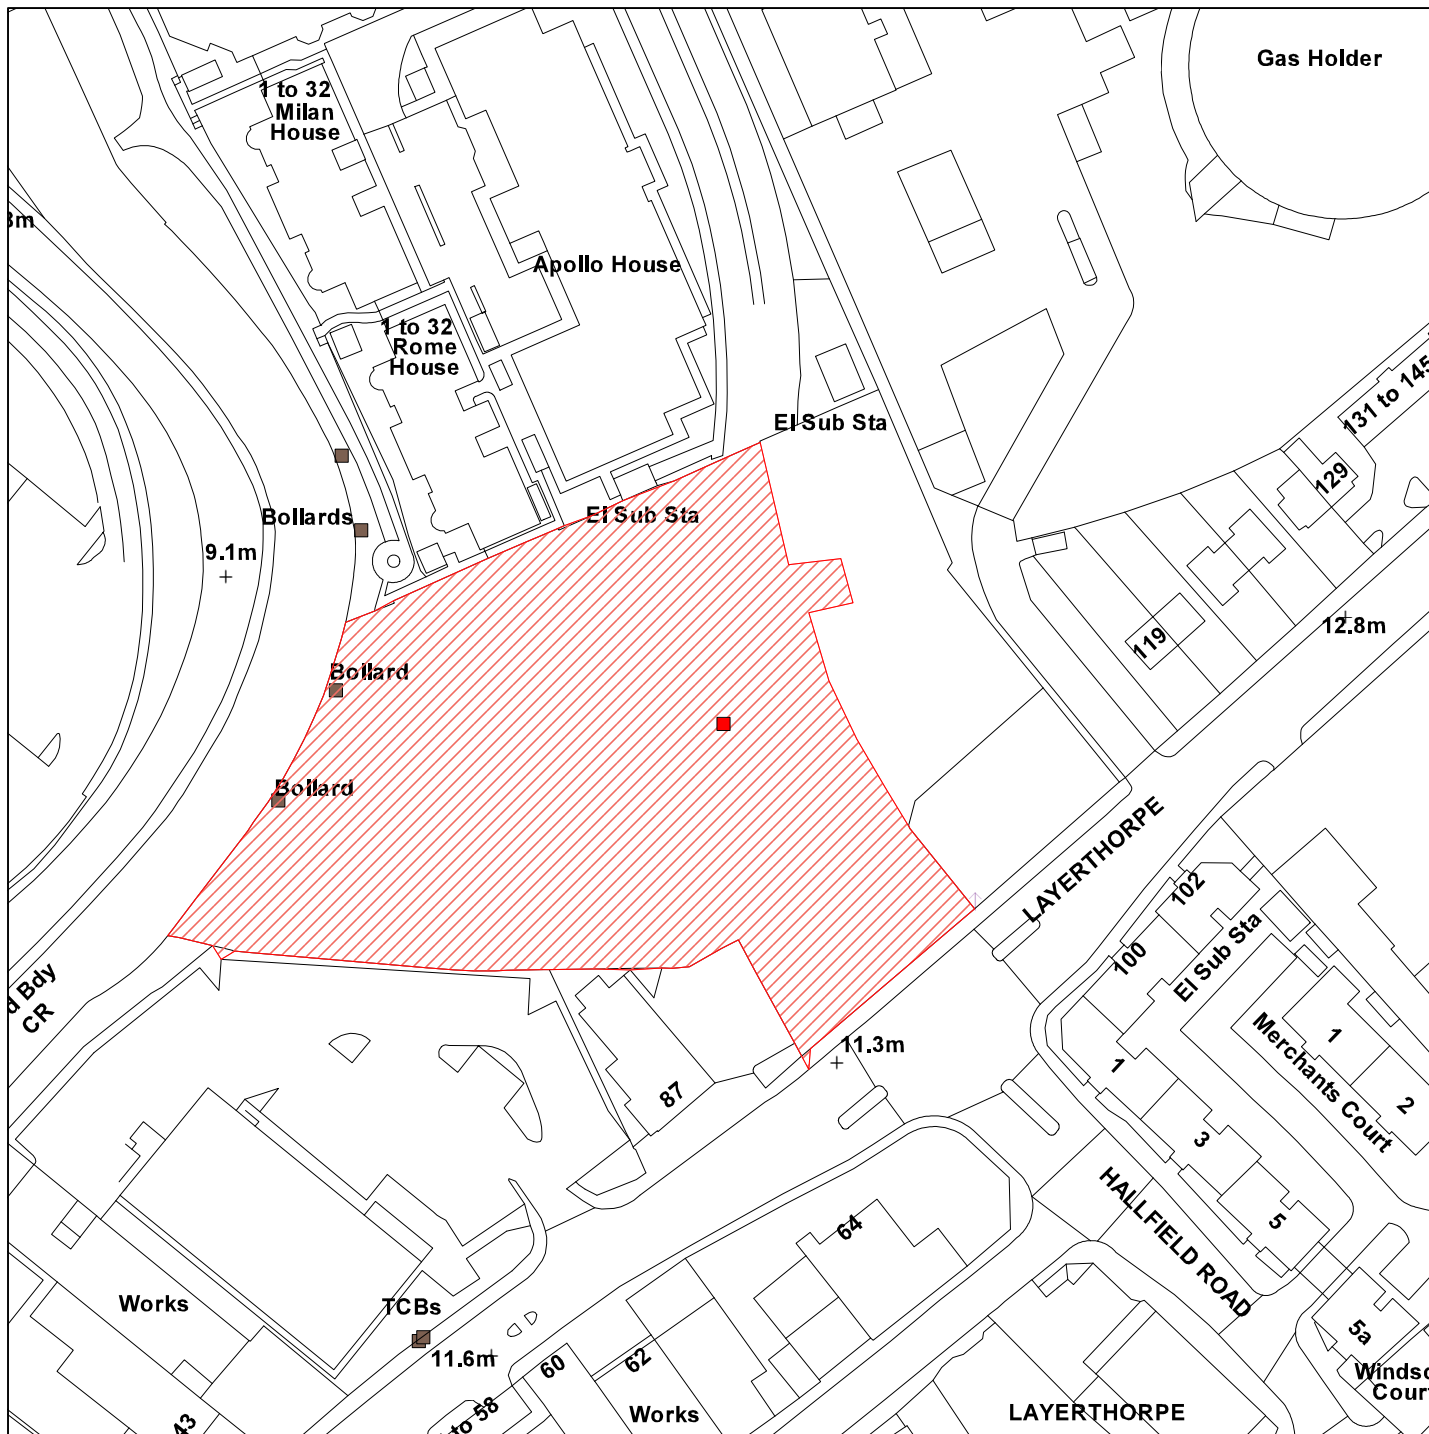 Gas Holder
1 to 32
Milan
House
3m
Apollo House
1 to 32
Rome
House
131 to 145
El Sub Sta
129
El Sub Sta
Bollards
9.1m
12.8m
119
Bollard
Bollard
LAYERTHORPE
102
100
El Sub Sta
d Bdy
CR
11.3m
1
Merchants Court
1
2
87
3
HALLFIELD ROAD
5
64
Works
TCBs
11.6m
5a
60
62
Windso
Cour
to 58
Works
LAYERTHORPE
43